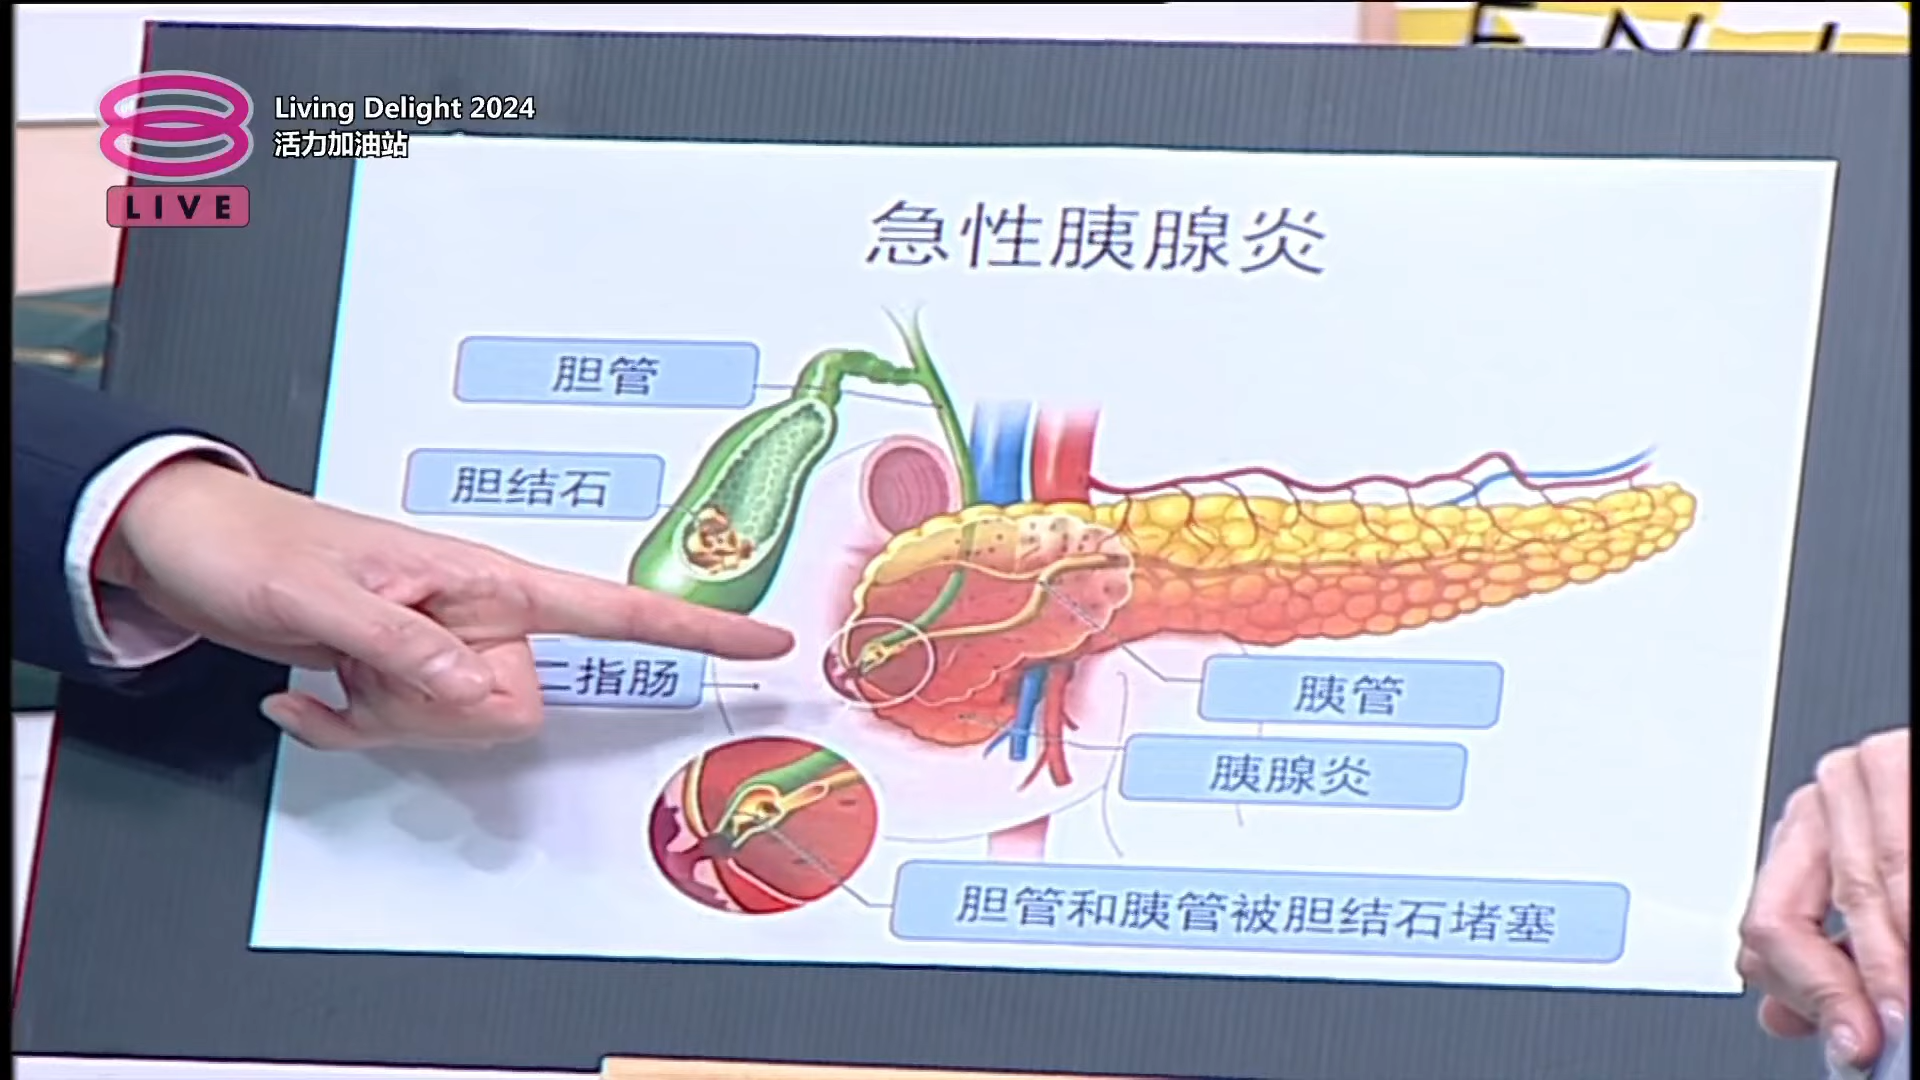 Living Delight 2024
活力加油站
LIVE
急性胰腺炎
胆管
胆结石
二指肠
胰管
胰腺炎
胆管和胰管被胆结石堵塞